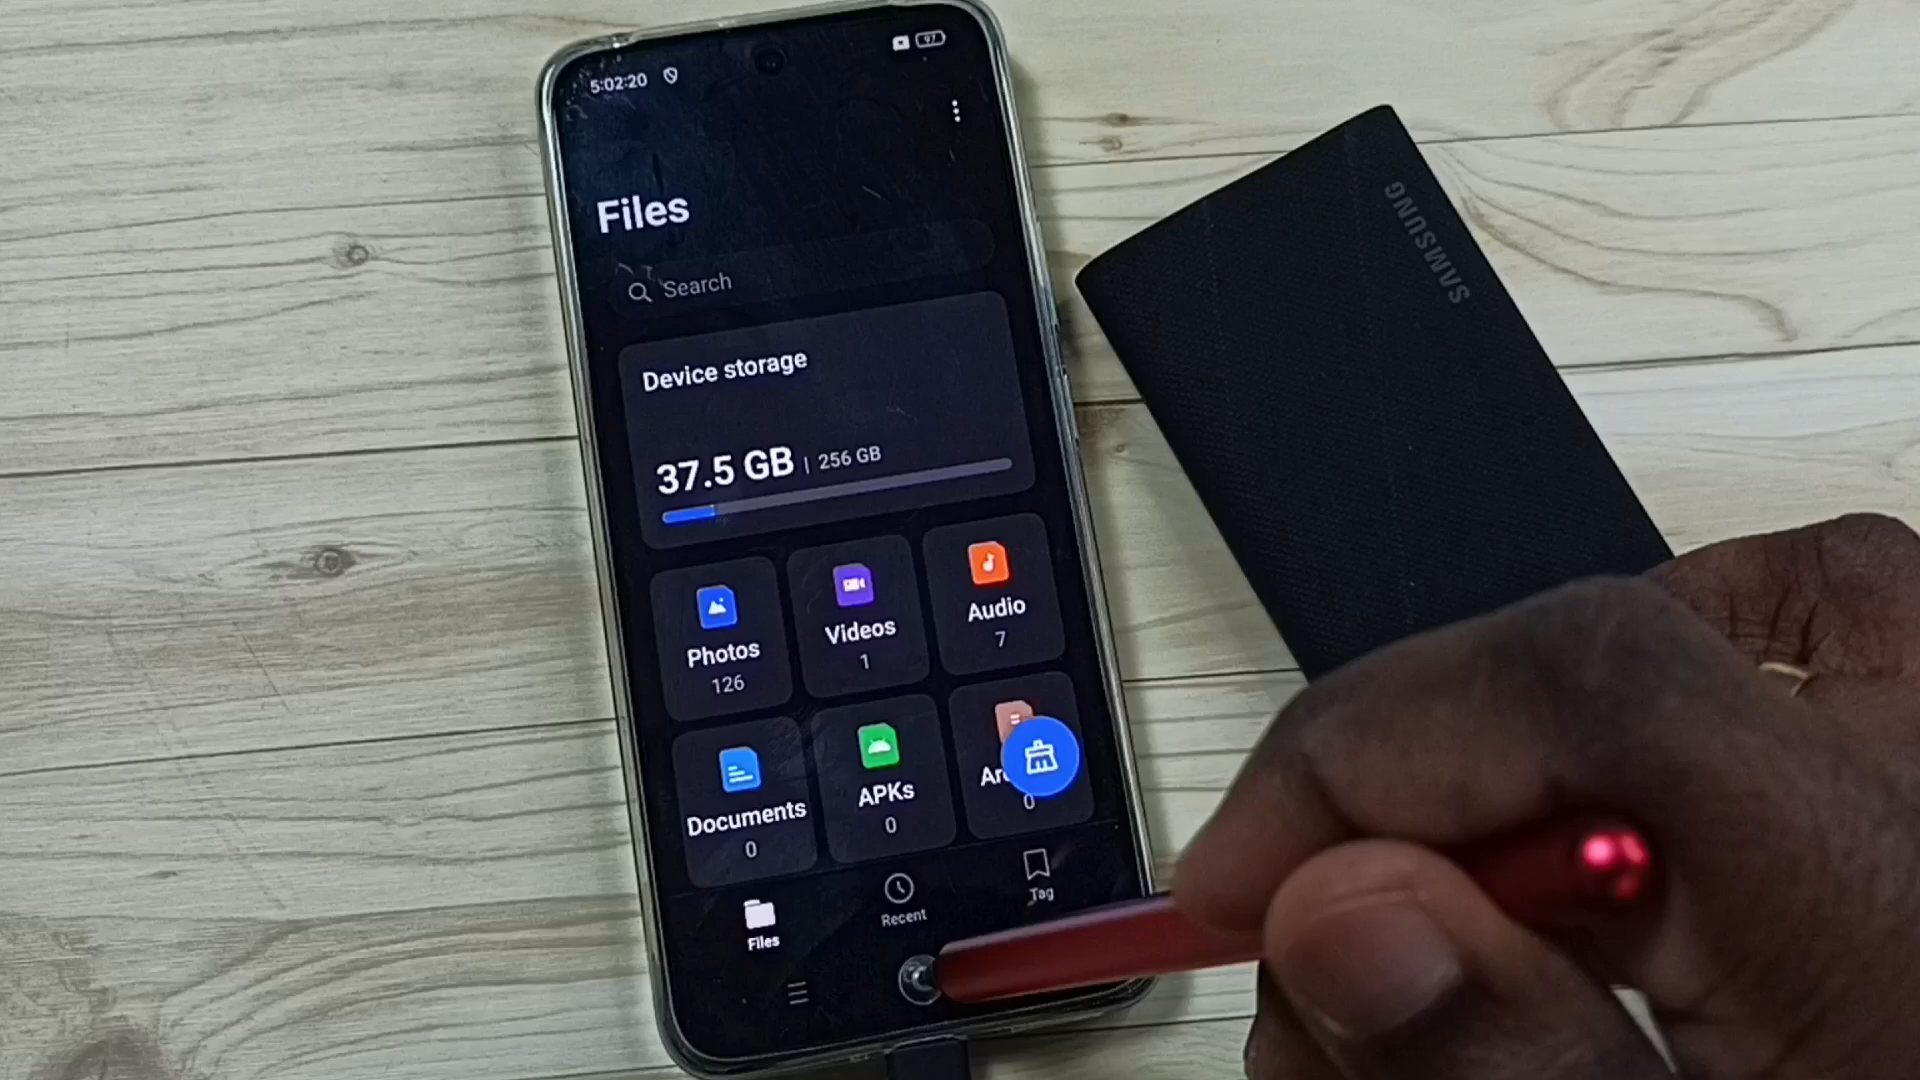 5:02:20
97
Files
Search
Device storage
37.5 GB | 256 GB
Photos
126
Videos
1
Audio
7
Documents
0
APKs
0
0
Files
Recent
Tag
SAMSUNG